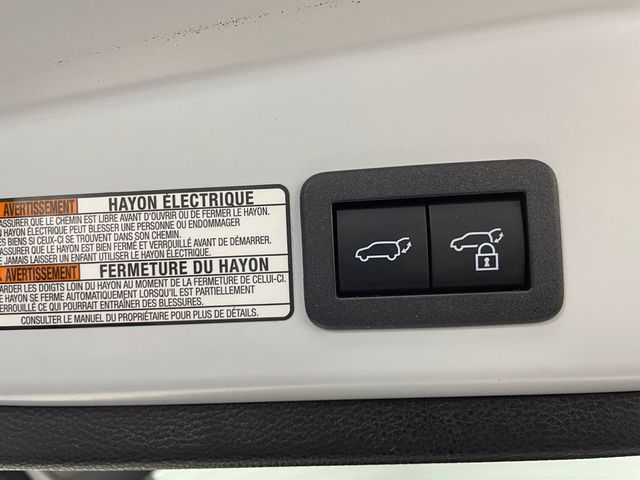 AVERTISSEMENT HAYON ÉLECTRIQUE
ASSURER QUE LE CHEMIN EST LIBRE AVANT D'OUVRIR OU DE FERMER LE HAYON.
HAYON ÉLECTRIQUE PEUT BLESSER UNE PERSONNE OU ENDOMMAGER
BIENS SI CEUX-CI SE TROUVENT DANS SON CHEMIN.
ASSURER QUE LE HAYON EST BIEN FERMÉ ET VERROUILLÉ AVANT DE DÉMARRER.
JAMAIS LAISSER UN ENFANT UTILISER LE HAYON ÉLECTRIQUE.
AVERTISSEMENT FERMETURE DU HAYON
ARDER LES DOIGTS LOIN DU HAYON AU MOMENT DE LA FERMETURE DE CELUI-CI.
HAYON SE FERME AUTOMATIQUEMENT LORSQU'IL EST PARTIELLEMENT
ERROUILLÉ CE QUI POURRAIT ENTRAÎNER DES BLESSURES.
CONSULTER LE MANUEL DU PROPRIÉTAIRE POUR PLUS DE DÉTAILS.